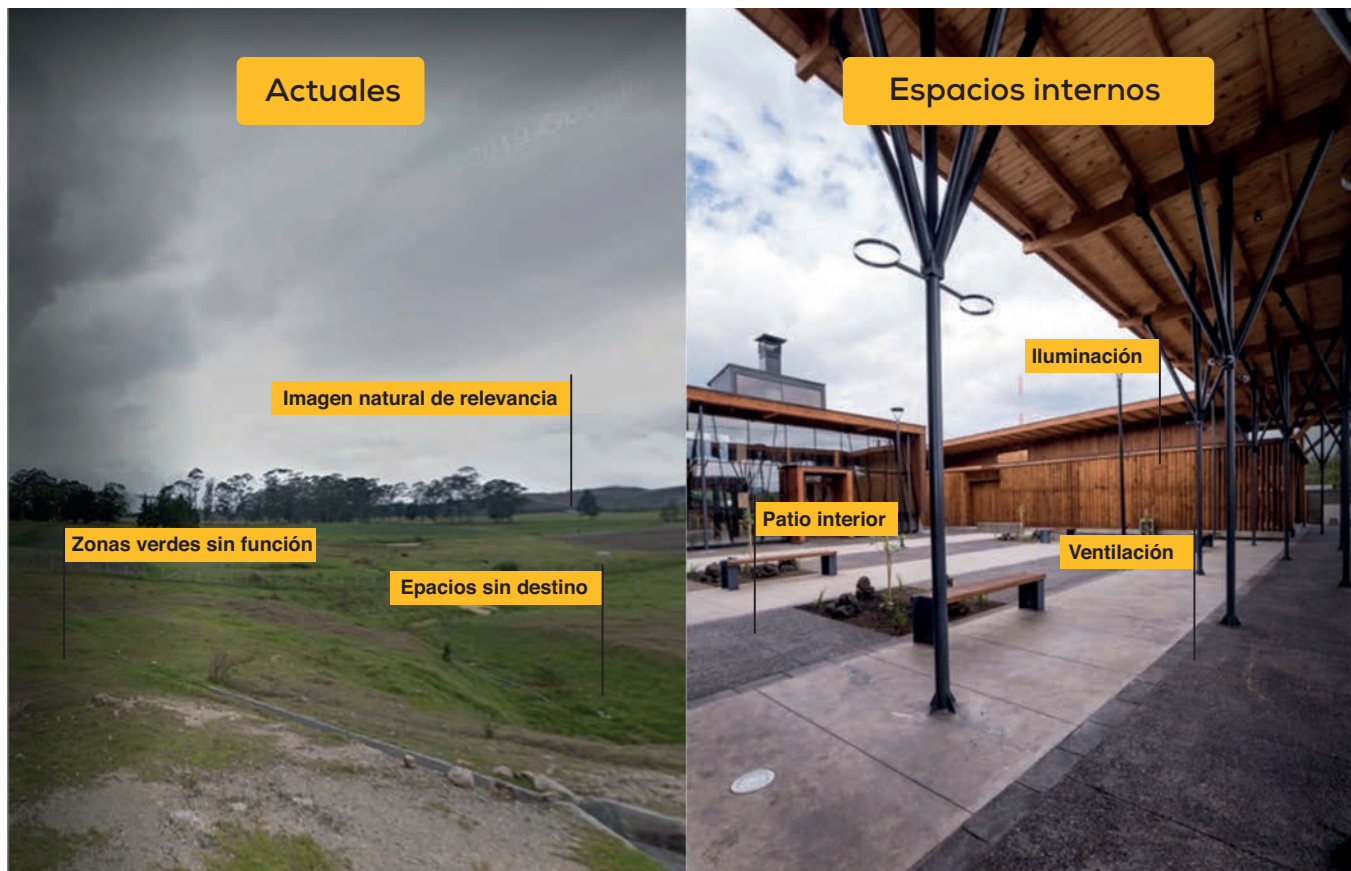 Actuales
Imagen natural de relevancia
Zonas verdes sin función
Epacios sin destino
Espacios internos
Iluminación
Patio interior
Ventilación